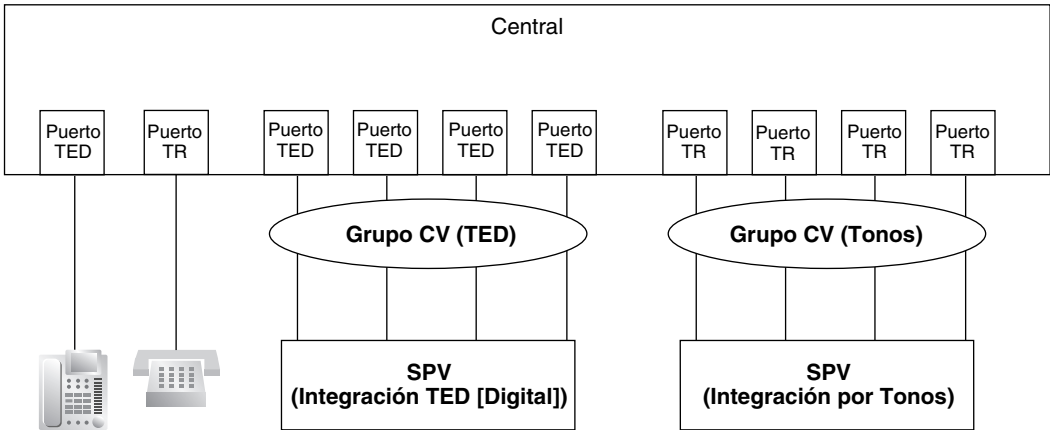 Central
Puerto
TED
Puerto
TR
Puerto
TED
Puerto
TED
Puerto
TED
Puerto
TED
Puerto
TR
Puerto
TR
Puerto
TR
Puerto
TR
Grupo CV (TED)
Grupo CV (Tonos)
SPV
(Integración TED [Digital])
SPV
(Integración por Tonos)